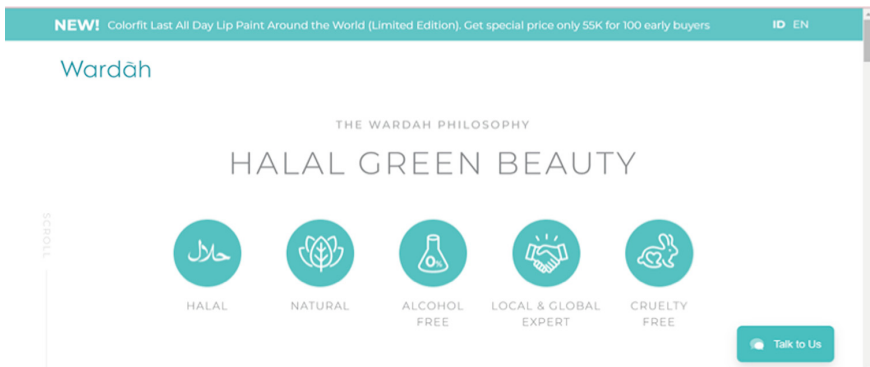 NEW! Colorfit Last All Day Lip Paint Around the World (Limited Edition). Get special price only 55K for 100 early buyers
ID EN
Wardah
THE WARDAH PHILOSOPHY
HALAL GREEN BEAUTY
SCROLL
حلال
0%
HALAL
NATURAL
ALCOHOL
FREE
LOCAL & GLOBAL
EXPERT
CRUELTY
FREE
Talk to Us